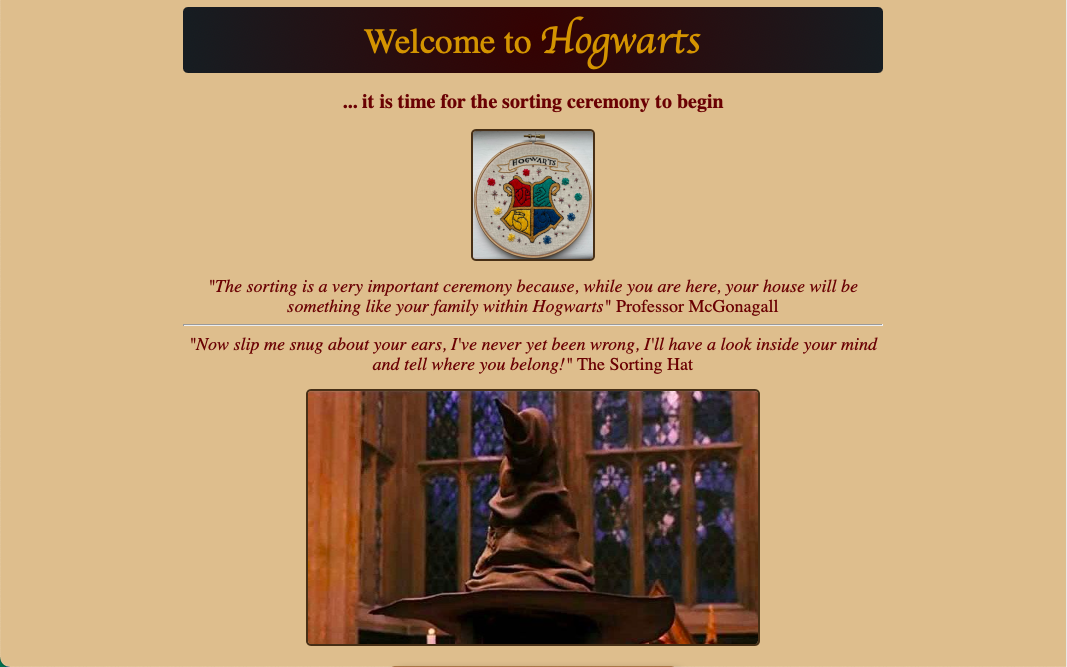 Welcome to Hogwarts
... it is time for the sorting ceremony to begin
HOGWARTS
"The sorting is a very important ceremony because, while you are here, your house will be
something like your family within Hogwarts" Professor McGonagall
"Now slip me snug about your ears, I've never yet been wrong, I'll have a look inside your mind
and tell where you belong!" The Sorting Hat